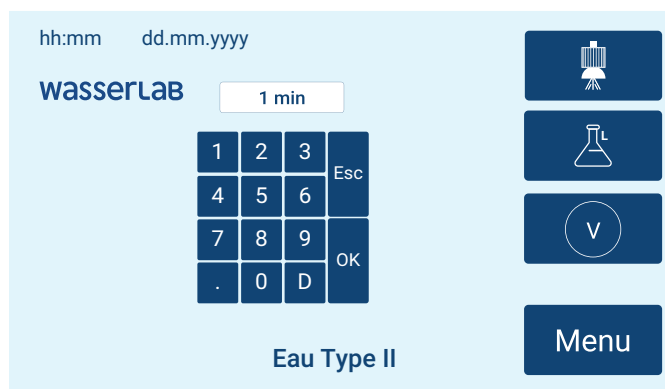 hh:mm dd.mm.yyyy
wasserLAB
1 min
1 2 3 Esc
4 5 6
7 8 9 OK
. 0 D
L
V
Menu
Eau Type II